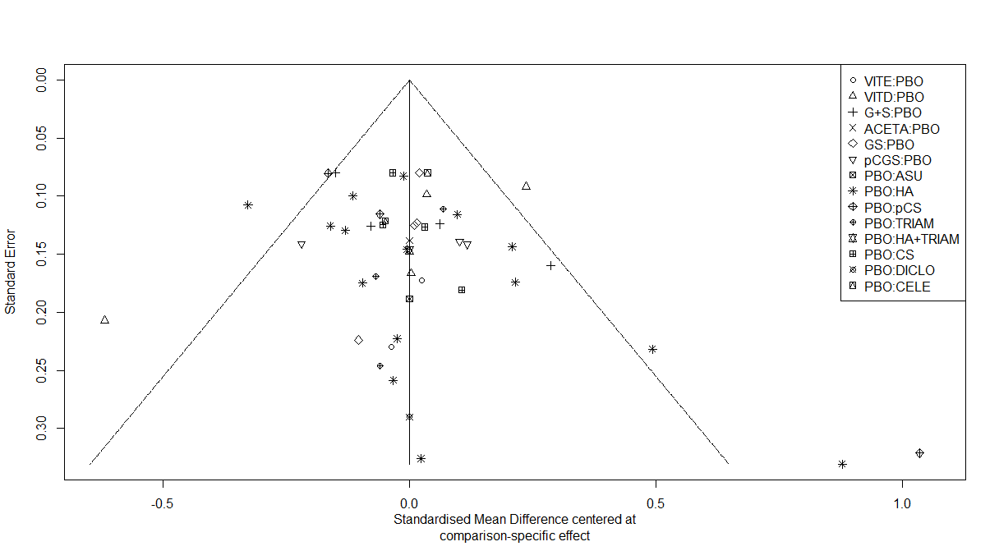 0.00
0.05
0.10
0.15
0.20
0.25
0.30
Standard Error
VITE:PBO
VITD:PBO
G+S:PBO
ACETA:PBO
GS:PBO
pCGS:PBO
PBO:ASU
PBO:HA
PBO:pCS
PBO:TRIAM
PBO:HA+TRIAM
PBO:CS
PBO:DICLO
PBO:CELE
-0.5
0.0
0.5
1.0
Standardised Mean Difference centered at
comparison-specific effect